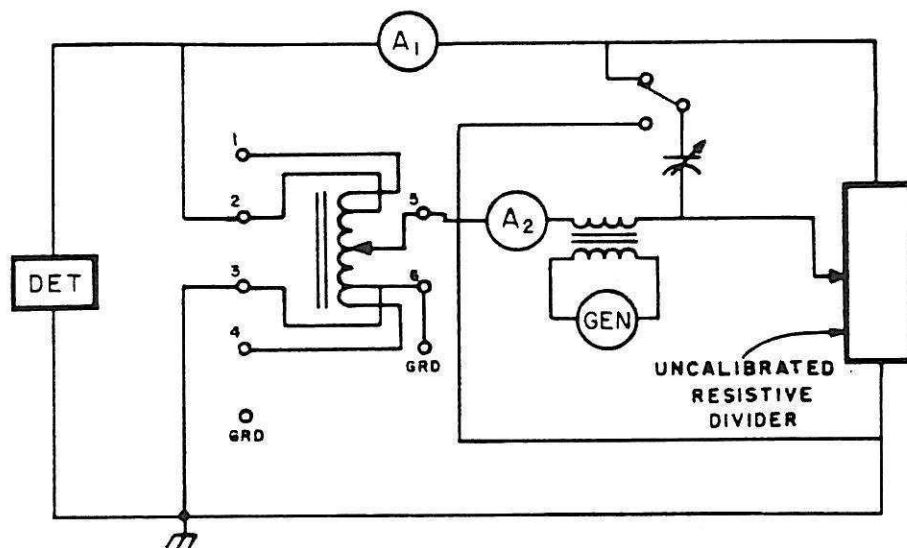 A1
1
2
5
DET
A2
3
6
GEN
4
GRD
UNCALIBRATED
RESISTIVE
DIVIDER
GRD